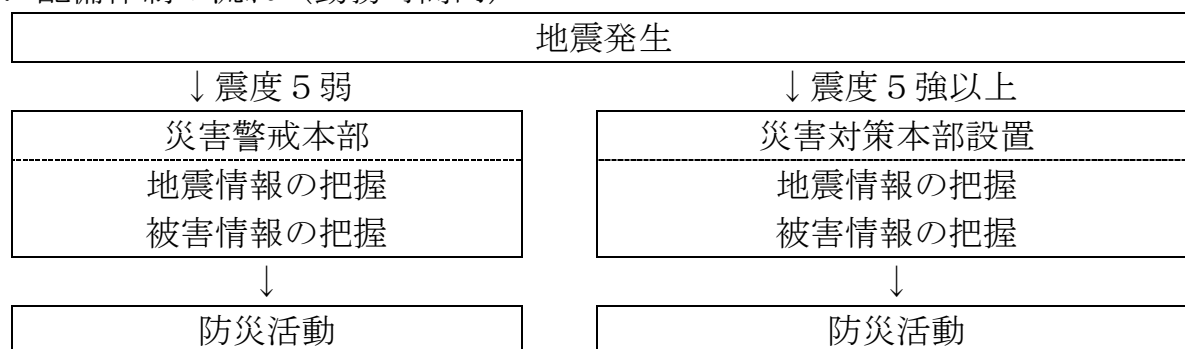 地震発生
↓震度５弱
↓震度５強以上
災害警戒本部
災害対策本部設置
地震情報の把握
地震情報の把握
被害情報の把握
被害情報の把握
↓
↓
防災活動
防災活動